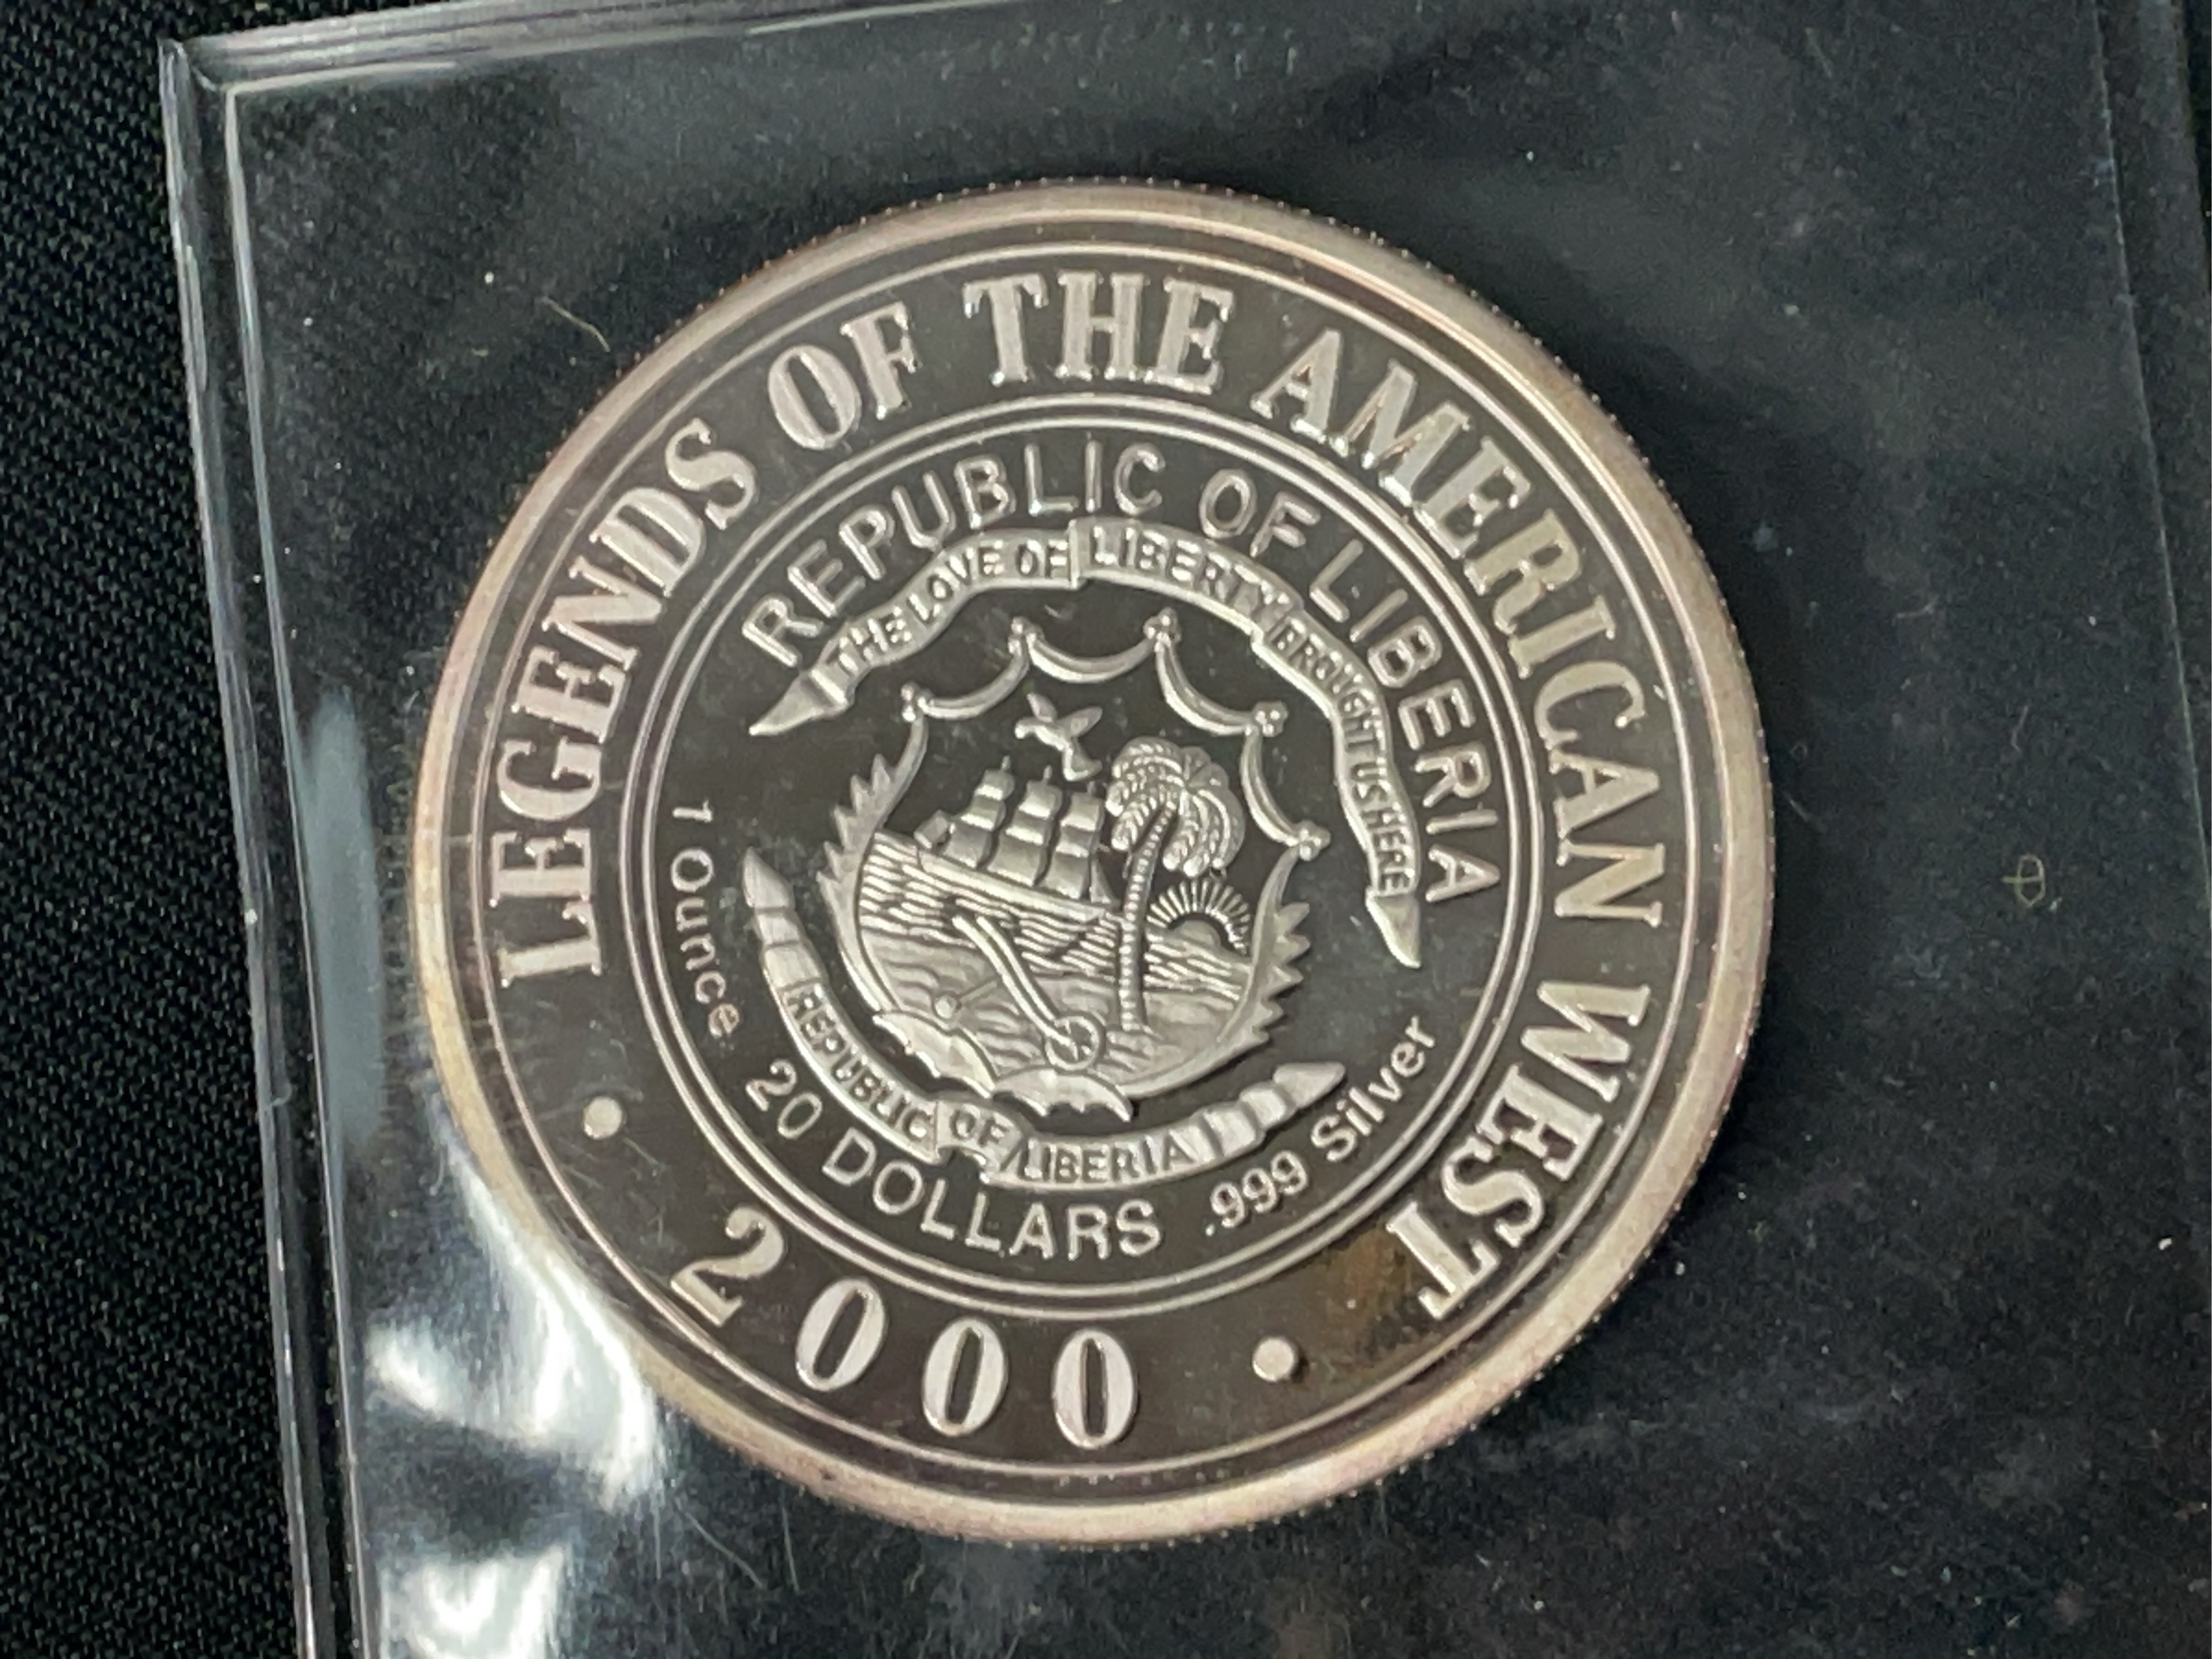 LEGENDS OF THE AMERICAN WEST
REPUBLIC OF LIBERIA
THE LOVE OF LIBERTY BROUGHT US HERE
REPUBLIC OF LIBERIA
1 Ounce 20 DOLLARS .999 Silver
• 2000 •